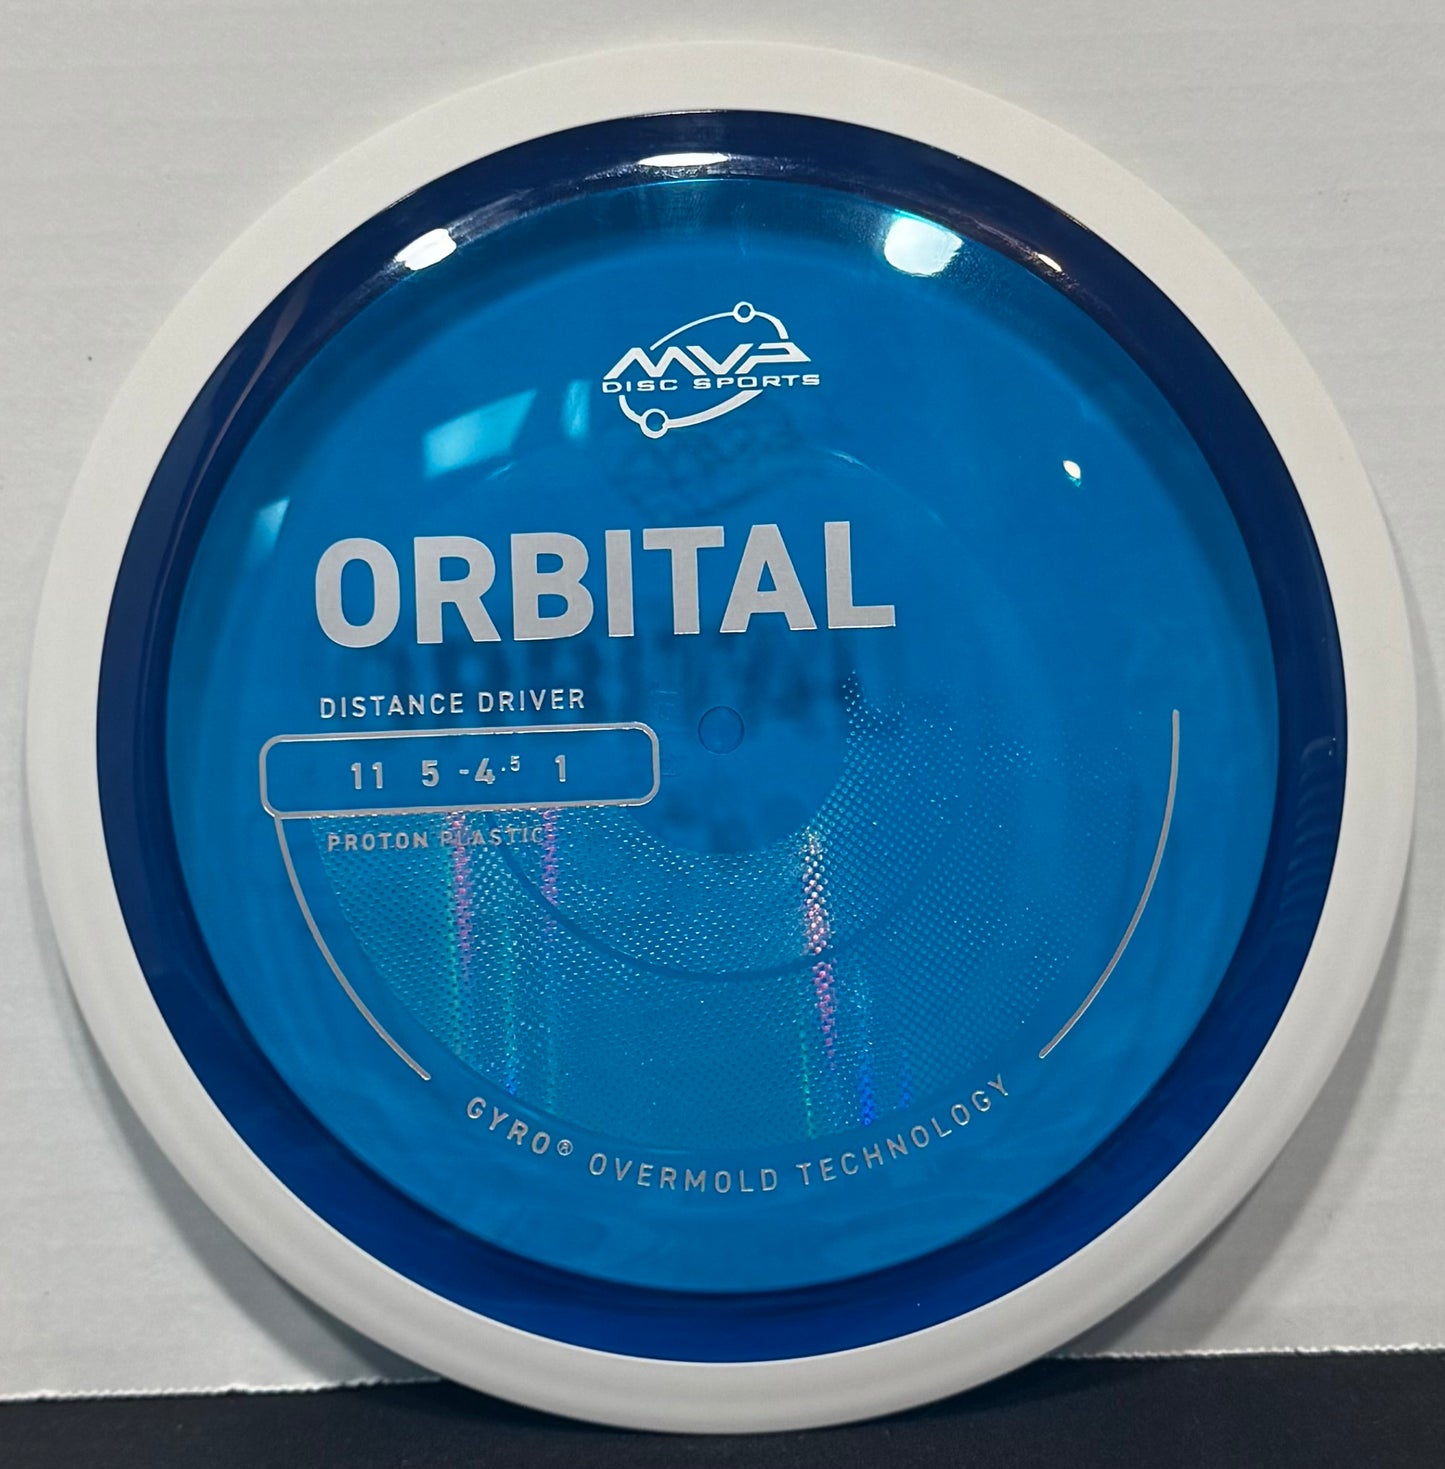 MVP
DISC SPORTS
ORBITAL
DISTANCE DRIVER
11 5 -4.5 1
PROTON PLASTIC
GYRO® OVERMOLD TECHNOLOGY